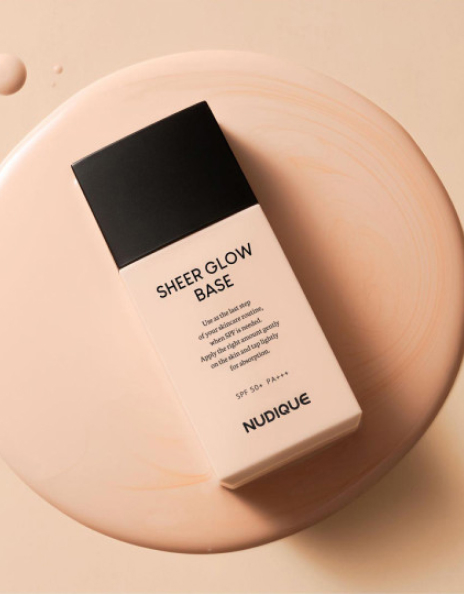 SHEER GLOW
BASE
Use as the last step
of your skincare routine,
when SPF is needed.
Apply the right amount gently
on the skin and tap lightly
for absorption.
SPF 50+ PA+++
NUDIQUE